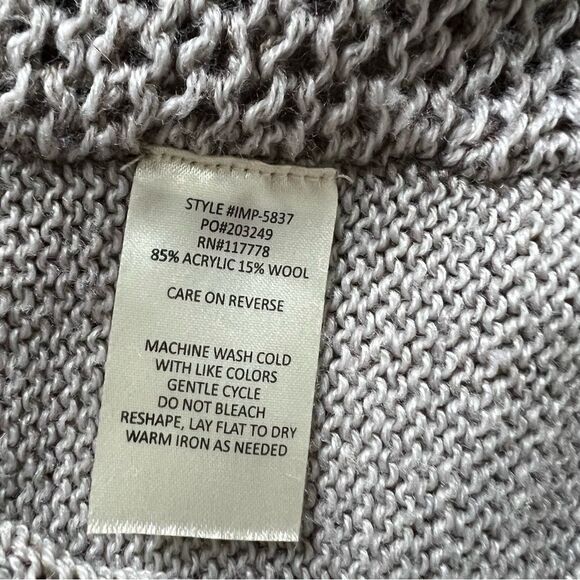 STYLE #IMP-5837
PO#203249
RN#117778
85% ACRYLIC 15% WOOL
CARE ON REVERSE
MACHINE WASH COLD
WITH LIKE COLORS
GENTLE CYCLE
DO NOT BLEACH
RESHAPE, LAY FLAT TO DRY
WARM IRON AS NEEDED